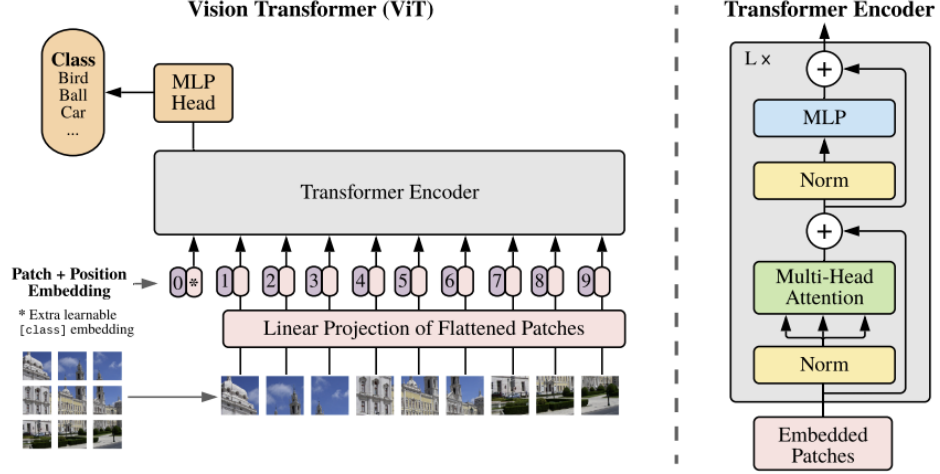 Vision Transformer (ViT)
Class
Bird
Ball
Car
...
MLP
Head
Transformer Encoder
Patch + Position
Embedding
* Extra learnable
[class] embedding
0 *
1
2
3
4
5
6
7
8
9
Linear Projection of Flattened Patches
Transformer Encoder
L ×
+
MLP
Norm
+
Multi-Head
Attention
Norm
Embedded
Patches